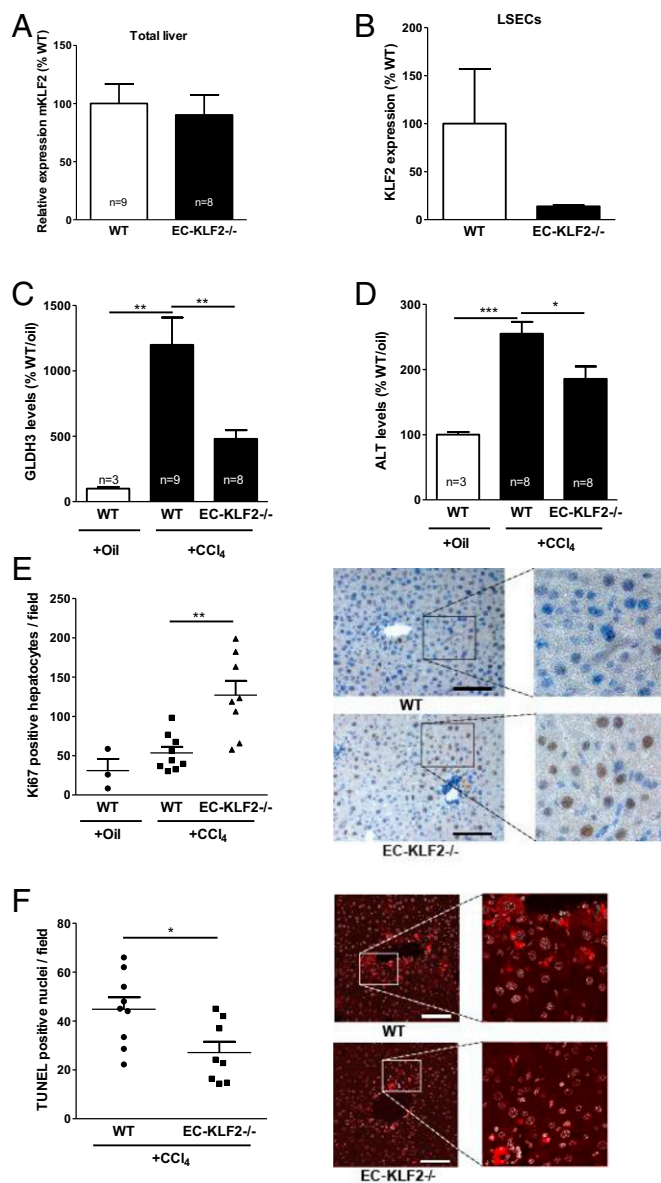 A
Total liver
Relative expression mKLF2 (% WT)
150
100
50
0
n=9
n=8
WT
EC-KLF2-/-
B
LSECs
KLF2 expression (% WT)
200
150
100
50
0
WT
EC-KLF2-/-
C
GLDH3 levels (% WT/oil)
1500
1000
500
0
**
**
n=3
n=9
n=8
WT
WT
EC-KLF2-/-
+Oil
+CCl4
D
ALT levels (% WT/oil)
300
200
100
0
***
*
n=3
n=8
n=8
WT
WT
EC-KLF2-/-
+Oil
+CCl4
E
Ki67 positive hepatocytes / field
250
200
150
100
50
0
**
WT
WT
EC-KLF2-/-
+Oil
+CCl4
WT
EC-KLF2-/-
F
TUNEL positive nuclei / field
80
60
40
20
0
*
WT
EC-KLF2-/-
+CCl4
WT
EC-KLF2-/-